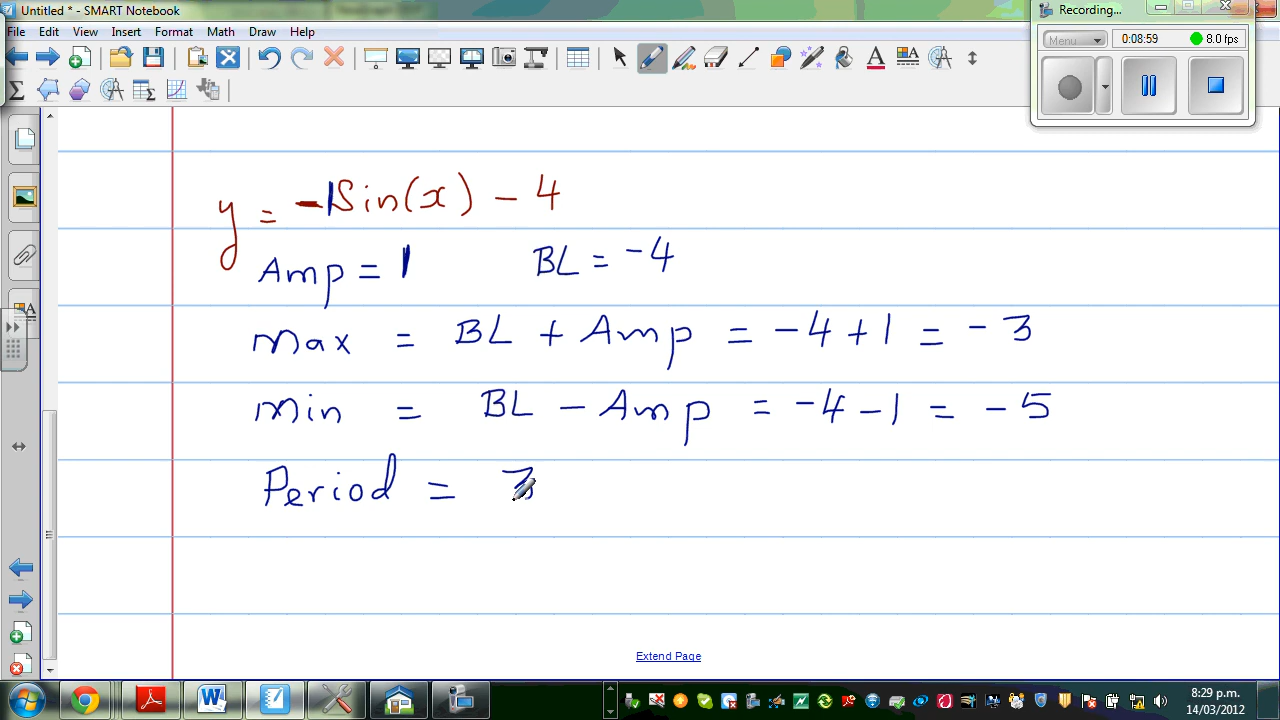 Untitled * - SMART Notebook
Recording...
File Edit View Insert Format Math Draw Help
Menu 0:08:59 8.0 fps
y = -1Sin(x) - 4
Amp = 1 BL = -4
max = BL + Amp = -4 + 1 = -3
min = BL - Amp = -4 - 1 = -5
Period = 3
Extend Page
8:29 p.m.
14/03/2012